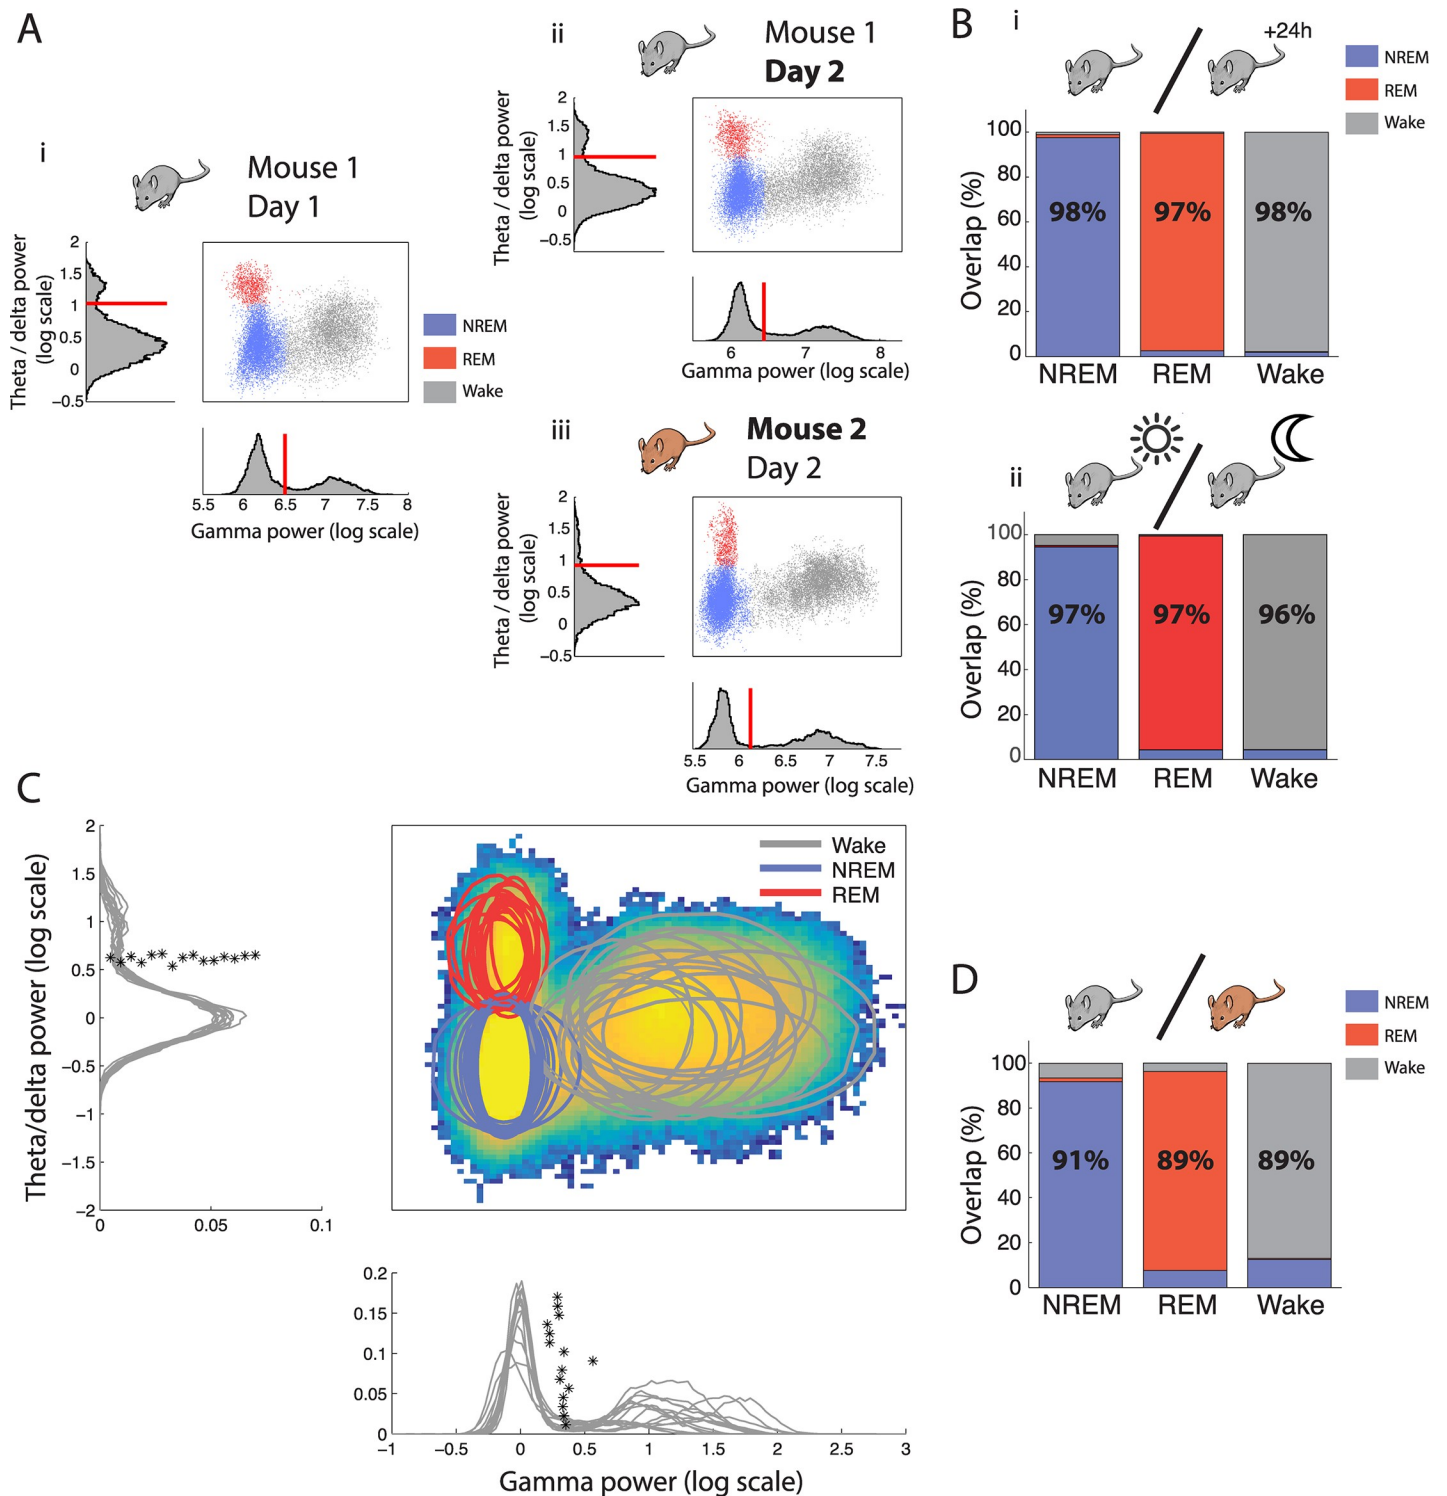 A
i
Mouse 1
Day 1
Theta / delta power
(log scale)
2
1.5
1
0.5
0
−0.5
NREM
REM
Wake
5.5 6 6.5 7 7.5 8
Gamma power (log scale)
ii
Mouse 1
Day 2
Theta / delta power
(log scale)
2
1.5
1
0.5
0
−0.5
6 7 8
Gamma power (log scale)
iii
Mouse 2
Day 2
Theta / delta power
(log scale)
2
1.5
1
0.5
0
−0.5
5.5 6 6.5 7 7.5
Gamma power (log scale)
B
i
+24h
NREM
REM
Wake
Overlap (%)
100
80
60
40
20
0
98% 97% 98%
NREM REM Wake
ii
Overlap (%)
100
80
60
40
20
0
97% 97% 96%
NREM REM Wake
C
Theta/delta power (log scale)
2
1.5
1
0.5
0
−0.5
−1
−1.5
−2
0 0.05 0.1
Wake
NREM
REM
0.2
0.15
0.1
0.05
0
−1 −0.5 0 0.5 1 1.5 2 2.5 3
Gamma power (log scale)
D
NREM
REM
Wake
Overlap (%)
100
80
60
40
20
0
91% 89% 89%
NREM REM Wake